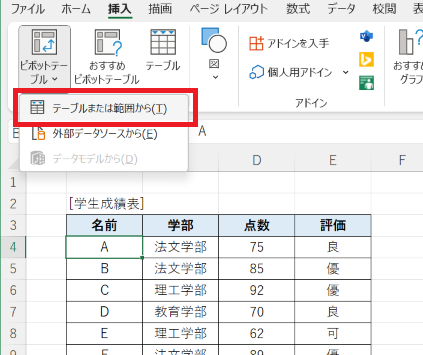 ファイル ホーム 挿入 描画 ページ レイアウト 数式 データ 校閲
ピボットテーブル おすすめピボットテーブル テーブル 図 アドインを入手 個人用アドイン アドイン おすすめグラフ
テーブルまたは範囲から(T)
外部データソースから(E)
データモデルから(D)
A
D E F
1
2 [学生成績表]
3 名前 学部 点数 評価
4 A 法文学部 75 良
5 B 法文学部 85 優
6 C 理工学部 92 優
7 D 教育学部 70 良
8 E 理工学部 62 可
9 F 法文学部 89 優